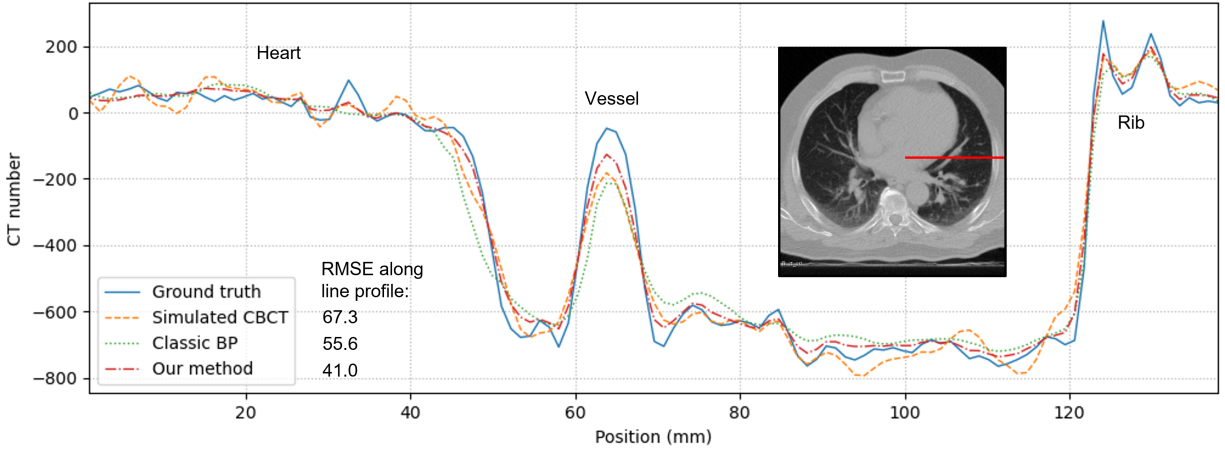 CT number
200
0
−200
−400
−600
−800
Heart
Vessel
Rib
RMSE along
line profile:
Ground truth
Simulated CBCT 67.3
Classic BP 55.6
Our method 41.0
20 40 60 80 100 120
Position (mm)